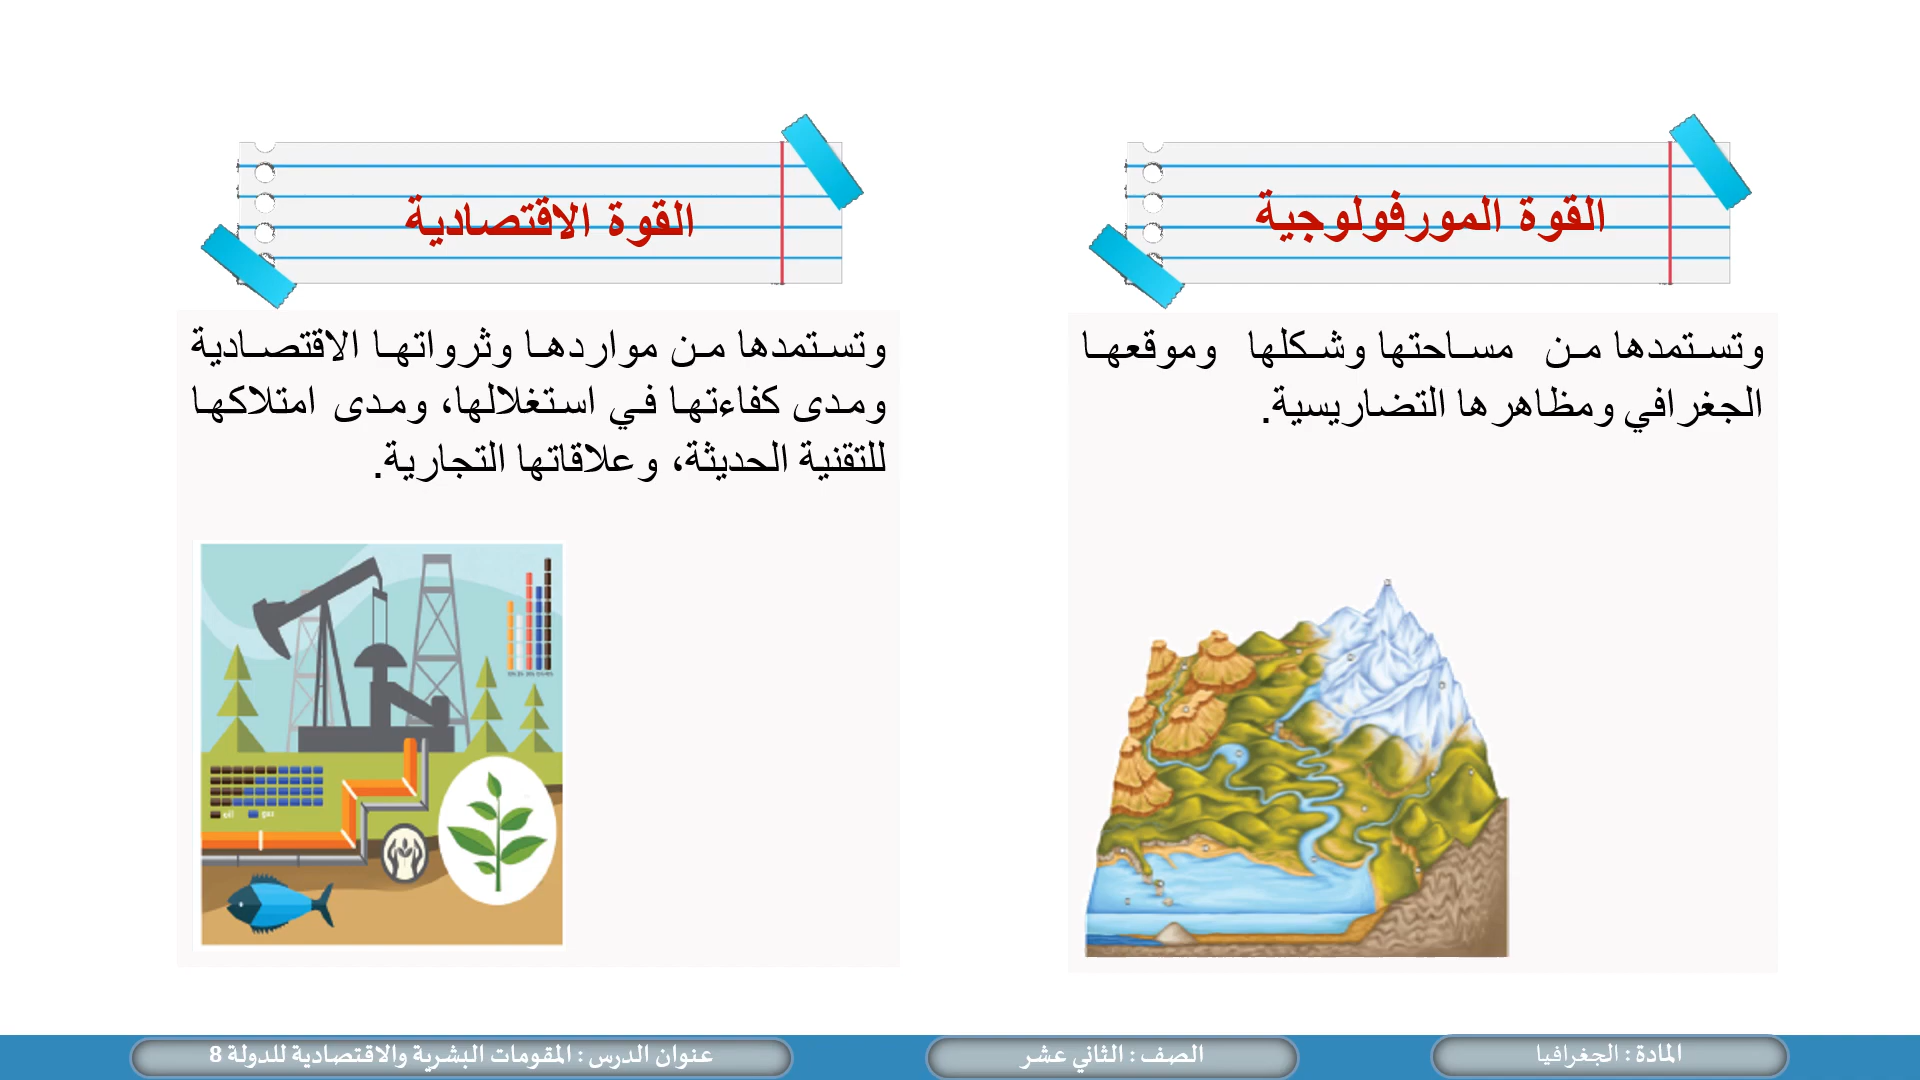 القوة المورفولوجية
وتستمدها من مساحتها وشكلها وموقعها
الجغرافي ومظاهرها التضاريسية.
القوة الاقتصادية
وتستمدها من مواردها وثرواتها الاقتصادية
ومدى كفاءتها في استغلالها، ومدى امتلاكها
للتقنية الحديثة، وعلاقاتها التجارية.
oil gas
المادة : الجغرافيا
الصف : الثاني عشر
عنوان الدرس : المقومات البشرية والاقتصادية للدولة 8